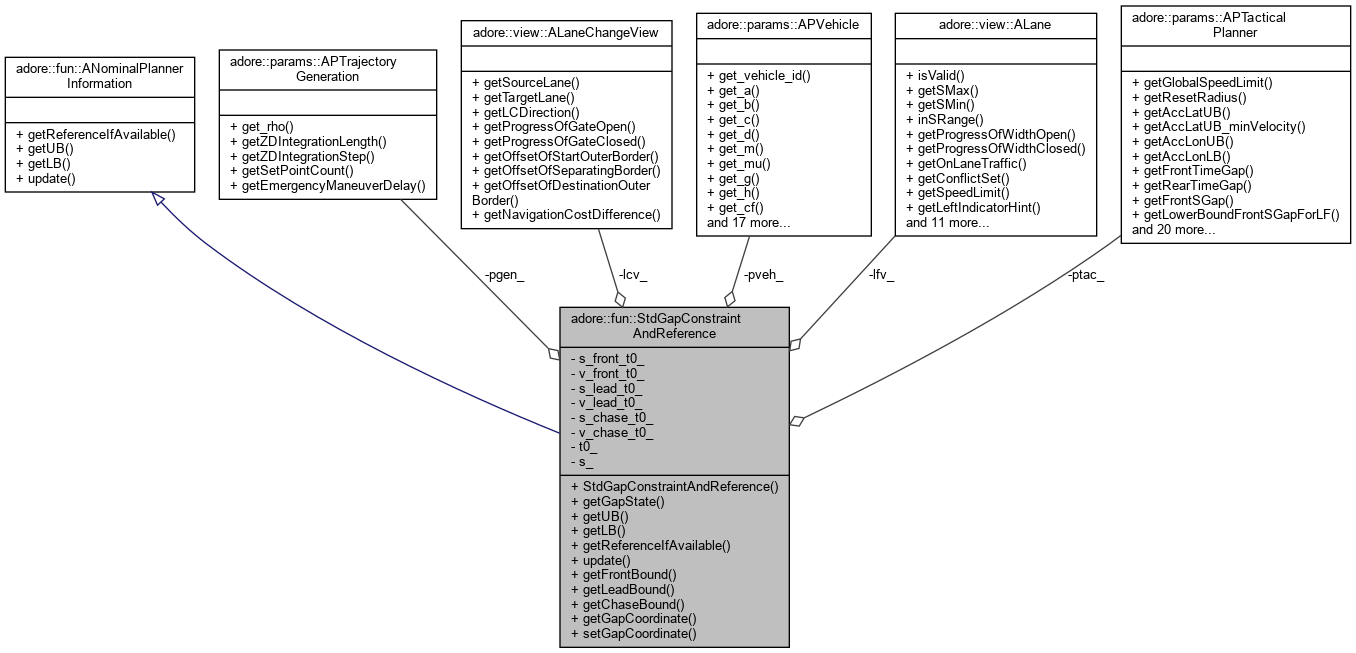 adore::fun::ANominalPlanner
Information
+ getReferenceIfAvailable()
+ getUB()
+ getLB()
+ update()
adore::params::APTrajectory
Generation
+ get_rho()
+ getZDIntegrationLength()
+ getZDIntegrationStep()
+ getSetPointCount()
+ getEmergencyManeuverDelay()
adore::view::ALaneChangeView
+ getSourceLane()
+ getTargetLane()
+ getLCDirection()
+ getProgressOfGateOpen()
+ getProgressOfGateClosed()
+ getOffsetOfStartOuterBorder()
+ getOffsetOfSeparatingBorder()
+ getOffsetOfDestinationOuter
Border()
+ getNavigationCostDifference()
adore::params::APVehicle
+ get_vehicle_id()
+ get_a()
+ get_b()
+ get_c()
+ get_d()
+ get_m()
+ get_mu()
+ get_g()
+ get_h()
+ get_cf()
and 17 more...
adore::view::ALane
+ isValid()
+ getSMax()
+ getSMin()
+ inSRange()
+ getProgressOfWidthOpen()
+ getProgressOfWidthClosed()
+ getOnLaneTraffic()
+ getConflictSet()
+ getSpeedLimit()
+ getLeftIndicatorHint()
and 11 more...
adore::params::APTactical
Planner
+ getGlobalSpeedLimit()
+ getResetRadius()
+ getAccLatUB()
+ getAccLatUB_minVelocity()
+ getAccLonUB()
+ getAccLonLB()
+ getFrontTimeGap()
+ getRearTimeGap()
+ getFrontSGap()
+ getLowerBoundFrontSGapForLF()
and 20 more...
-pgen_
-lcv_
-pveh_
-lfv_
-ptac_
adore::fun::StdGapConstraint
AndReference
- s_front_t0_
- v_front_t0_
- s_lead_t0_
- v_lead_t0_
- s_chase_t0_
- v_chase_t0_
- t0_
- s_
+ StdGapConstraintAndReference()
+ getGapState()
+ getUB()
+ getLB()
+ getReferenceIfAvailable()
+ update()
+ getFrontBound()
+ getLeadBound()
+ getChaseBound()
+ getGapCoordinate()
+ setGapCoordinate()